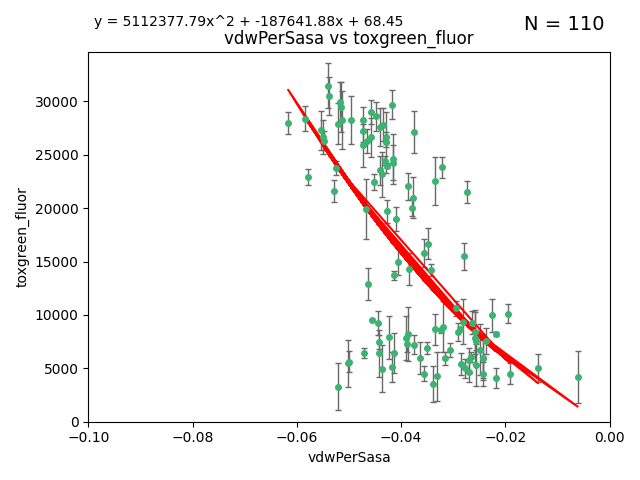 y = 5112377.79x^2 + -187641.88x + 68.45
N = 110
vdwPerSasa vs toxgreen_fluor
30000
25000
20000
15000
10000
5000
0
toxgreen_fluor
−0.10 −0.08 −0.06 −0.04 −0.02 0.00
vdwPerSasa